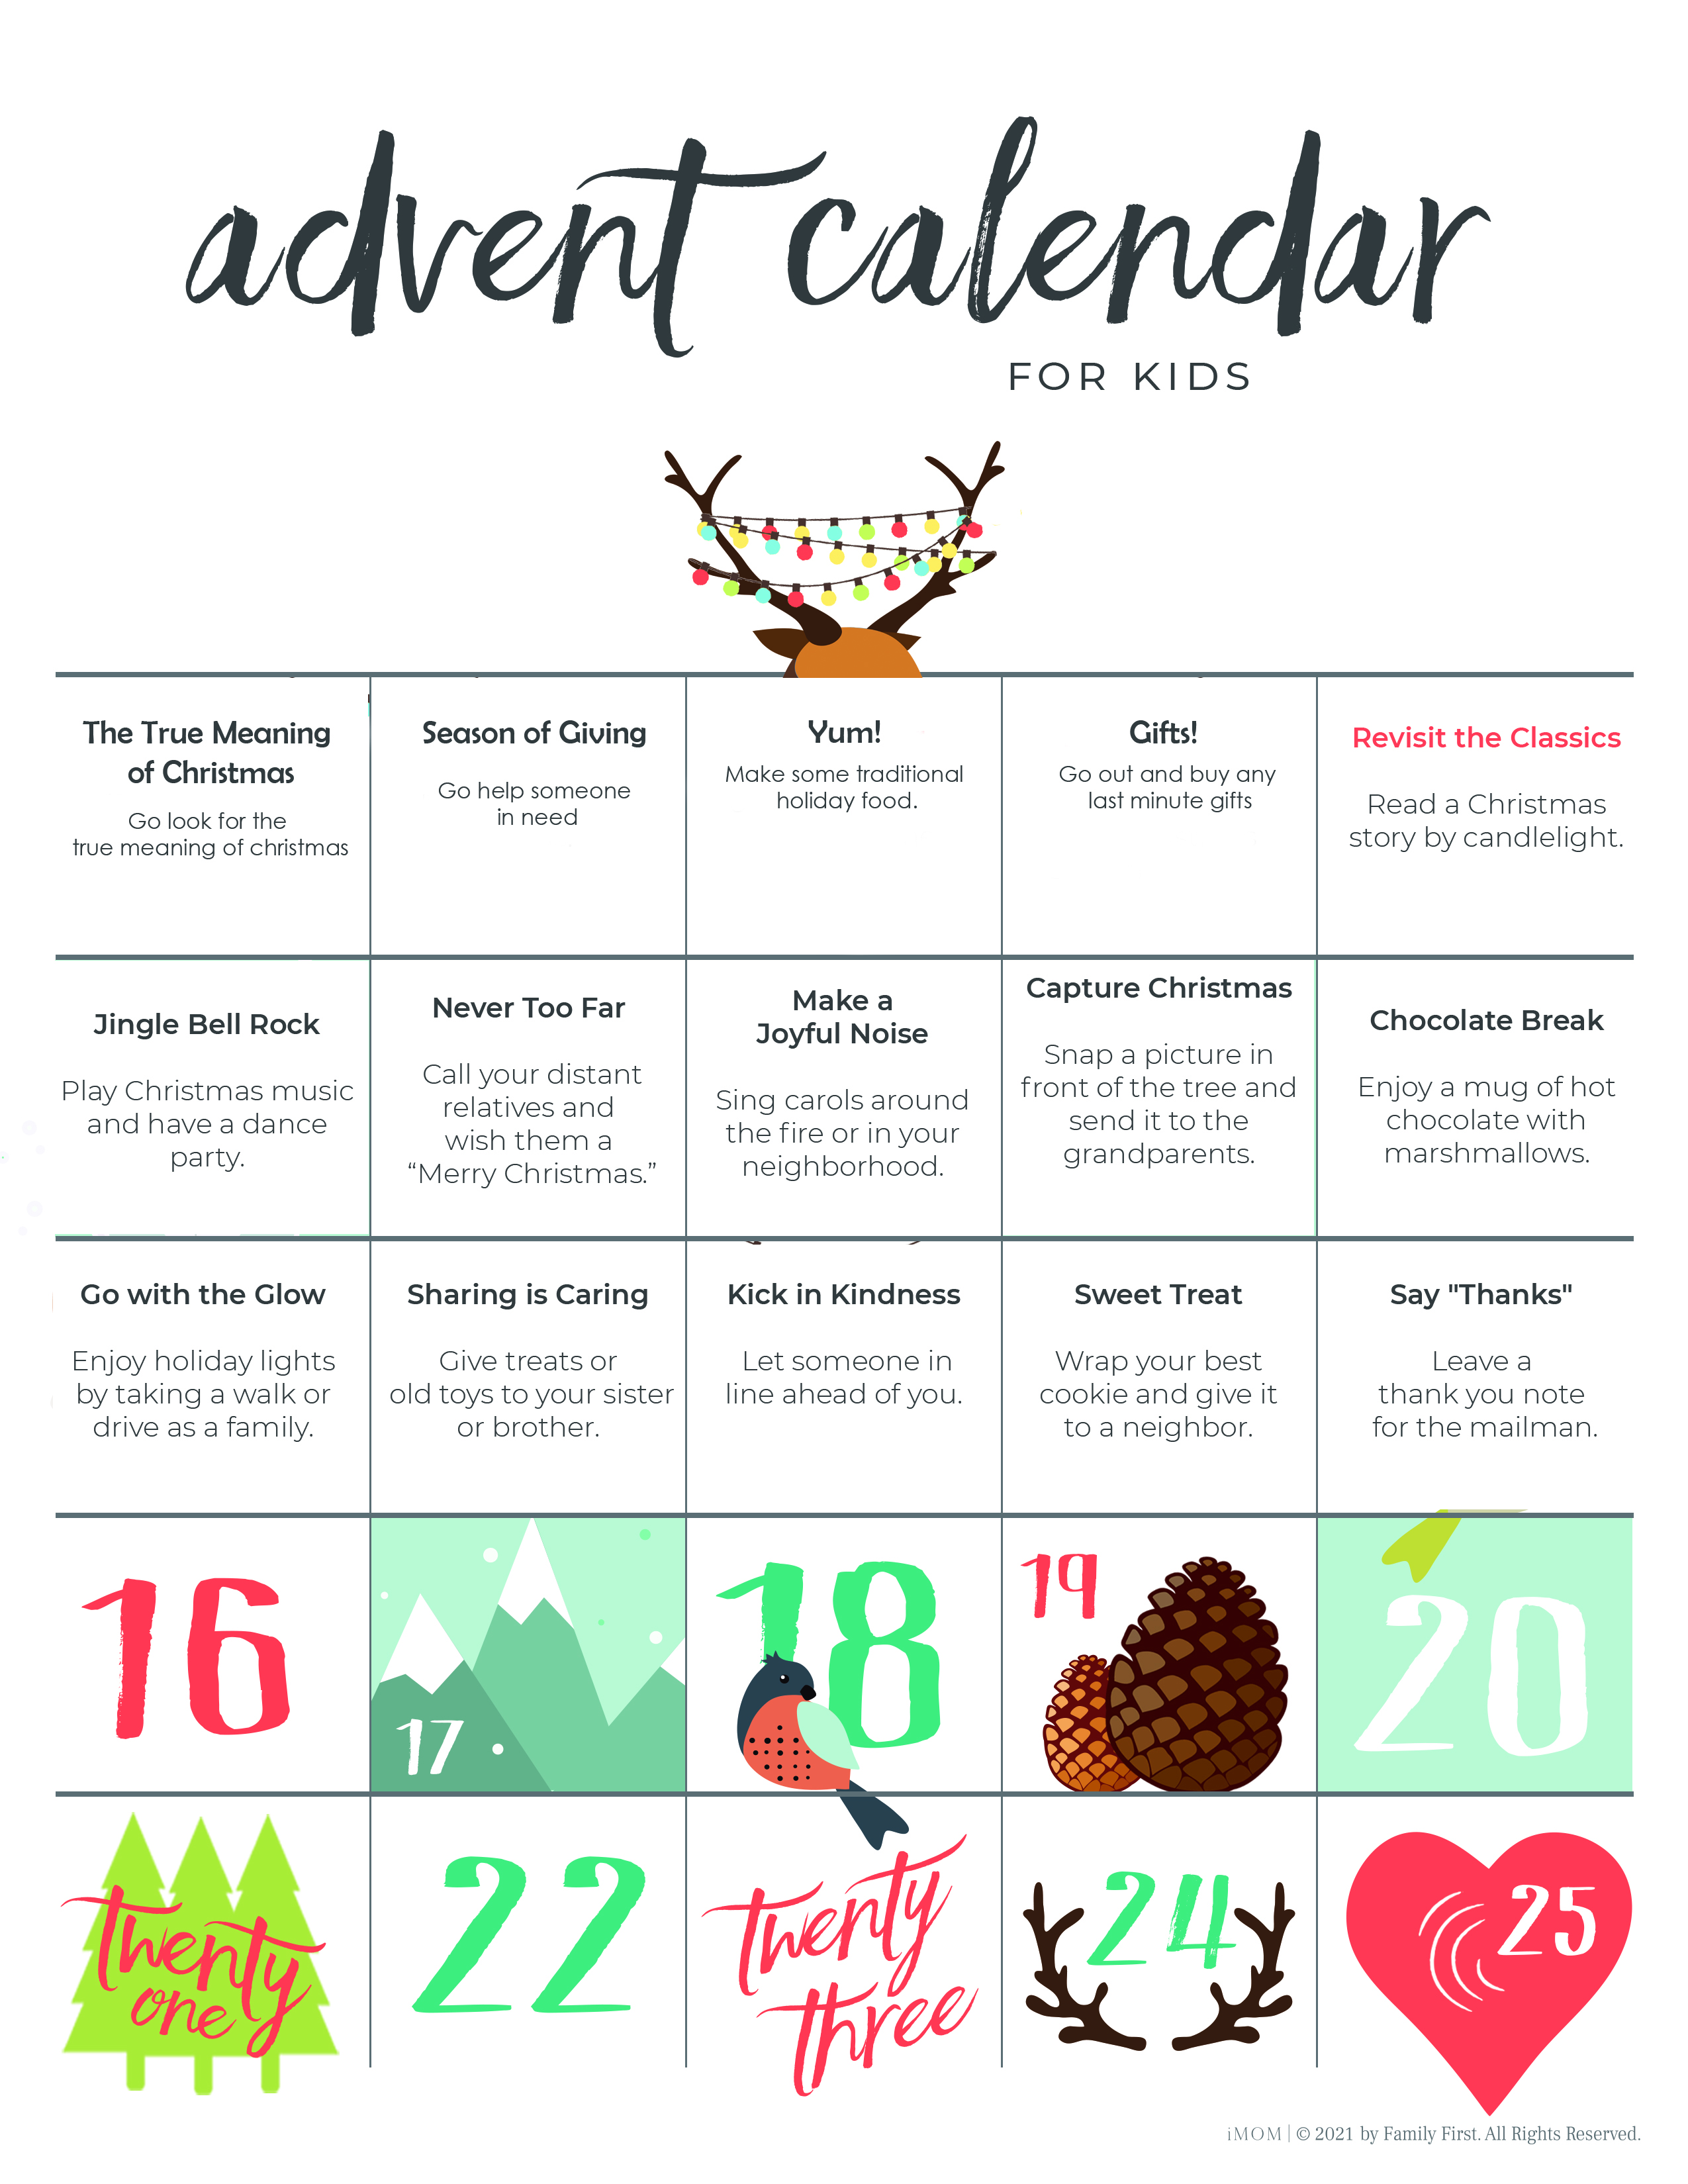 advent calendar
FOR KIDS
The True Meaning
of Christmas
Go look for the
true meaning of christmas
Season of Giving
Go help someone
in need
Yum!
Make some traditional
holiday food.
Gifts!
Go out and buy any
last minute gifts
Revisit the Classics
Read a Christmas
story by candlelight.
Jingle Bell Rock
Play Christmas music
and have a dance
party.
Never Too Far
Call your distant
relatives and
wish them a
“Merry Christmas.”
Make a
Joyful Noise
Sing carols around
the fire or in your
neighborhood.
Capture Christmas
Snap a picture in
front of the tree and
send it to the
grandparents.
Chocolate Break
Enjoy a mug of hot
chocolate with
marshmallows.
Go with the Glow
Enjoy holiday lights
by taking a walk or
drive as a family.
Sharing is Caring
Give treats or
old toys to your sister
or brother.
Kick in Kindness
Let someone in
line ahead of you.
Sweet Treat
Wrap your best
cookie and give it
to a neighbor.
Say "Thanks"
Leave a
thank you note
for the mailman.
16
17
18
19
20
twenty
one
22
twenty
three
24
25
iMOM | © 2021 by Family First. All Rights Reserved.